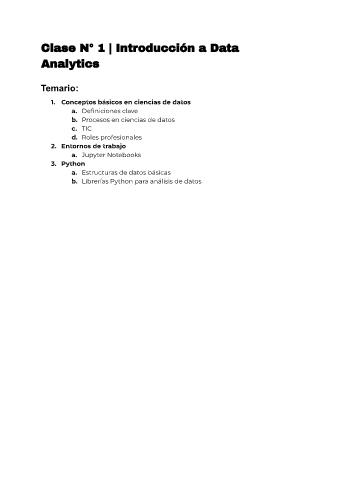 Clase N° 1 | Introducción a Data
Analytics
Temario:
1. Conceptos básicos en ciencias de datos
a. Definiciones clave
b. Procesos en ciencias de datos
c. TIC
d. Roles profesionales
2. Entornos de trabajo
a. Jupyter Notebooks
3. Python
a. Estructuras de datos básicas
b. Librerías Python para análisis de datos